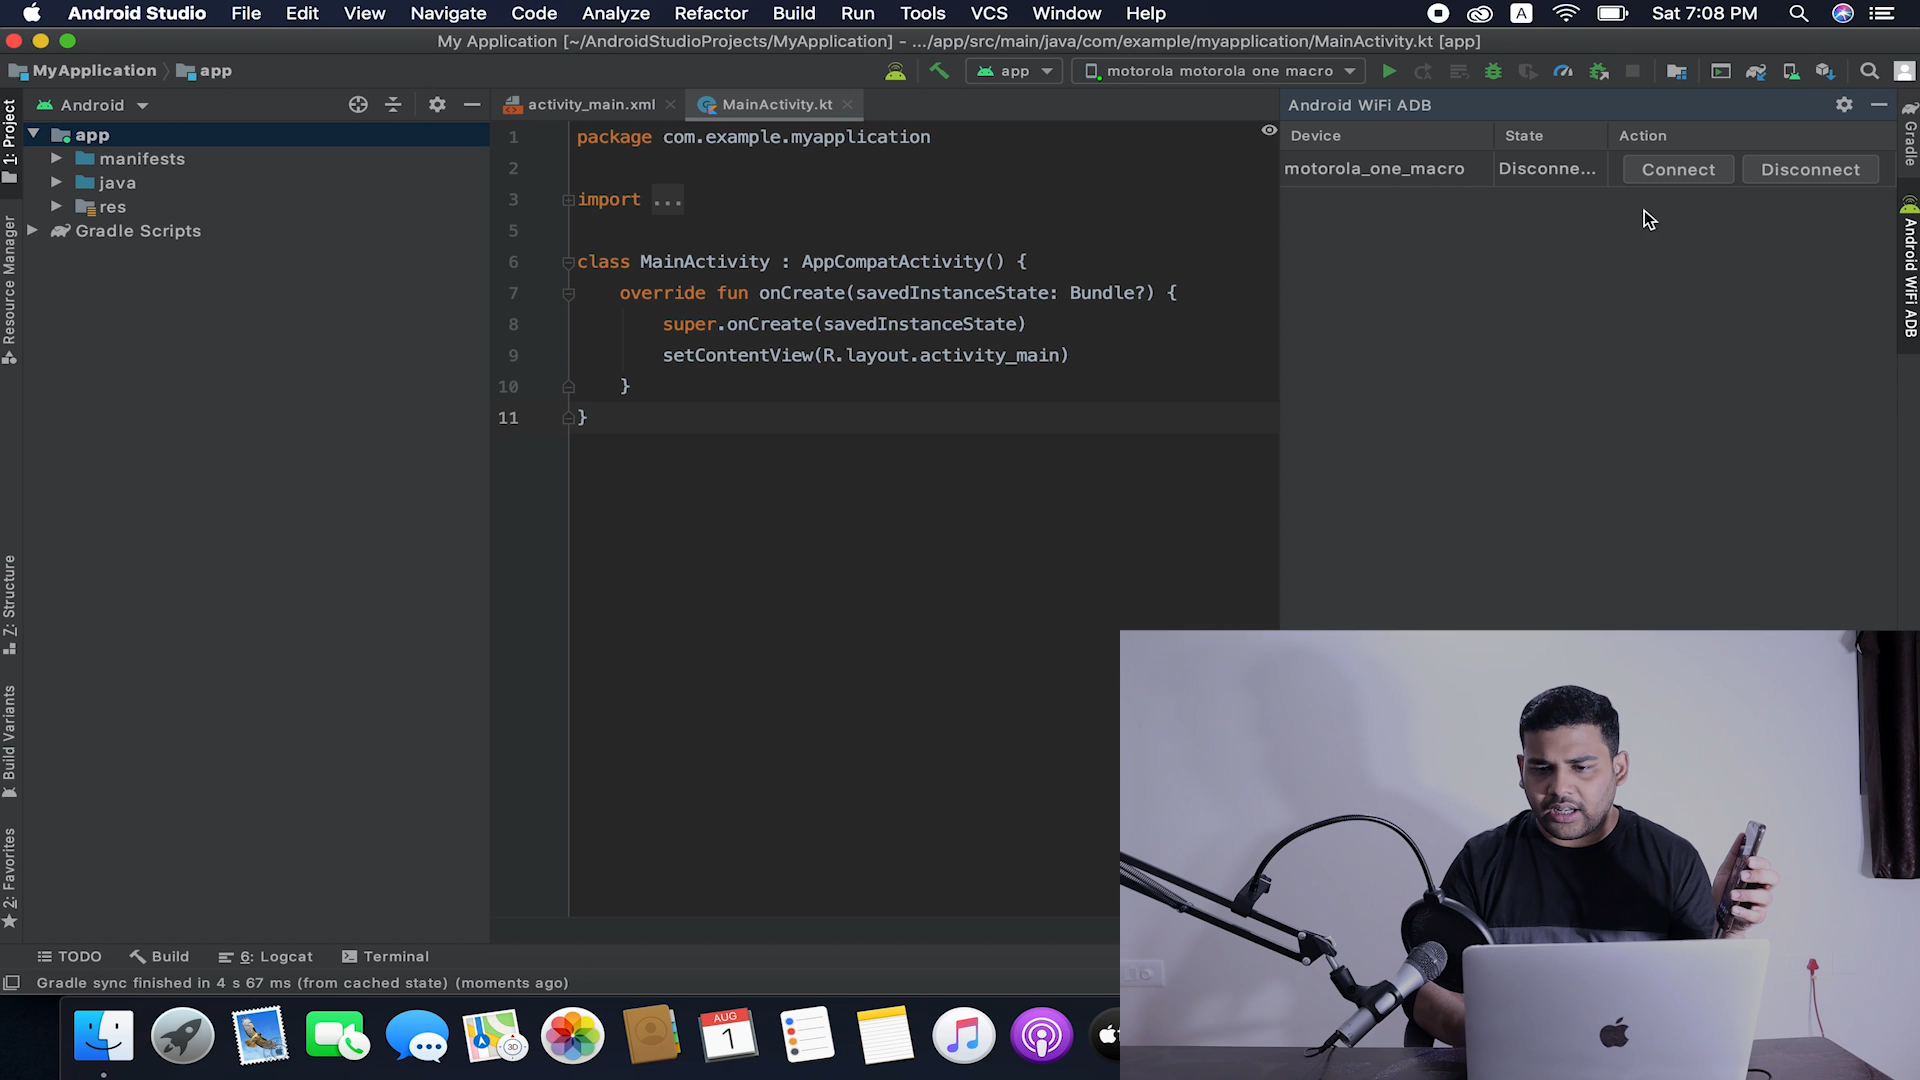 Android Studio File Edit View Navigate Code Analyze Refactor Build Run Tools VCS Window Help A Sat 7:08 PM
My Application [~/AndroidStudioProjects/MyApplication] - .../app/src/main/java/com/example/myapplication/MainActivity.kt [app]
MyApplication app app motorola motorola one macro
Android activity_main.xml MainActivity.kt Android WiFi ADB
Device State Action
motorola_one_macro Disconne... Connect Disconnect
app
manifests
java
res
Gradle Scripts
1 package com.example.myapplication
2
3 import ...
5
6 class MainActivity : AppCompatActivity() {
7 override fun onCreate(savedInstanceState: Bundle?) {
8 super.onCreate(savedInstanceState)
9 setContentView(R.layout.activity_main)
10 }
11 }
1: Project
Resource Manager
Z: Structure
Build Variants
2: Favorites
Gradle
Android WiFi ADB
TODO Build 6: Logcat Terminal
Gradle sync finished in 4 s 67 ms (from cached state) (moments ago)
3D
AUG
1